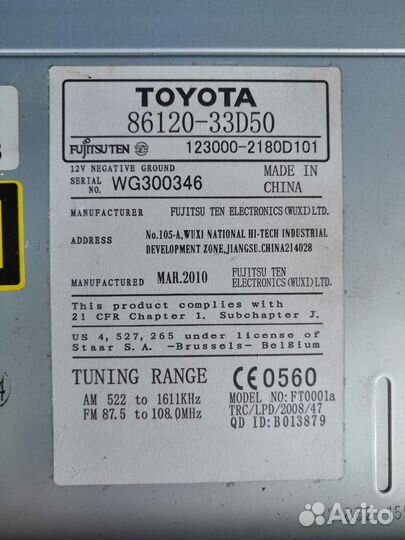 TOYOTA
86120-33D50
FUJITSU TEN 123000-2180D101
12V NEGATIVE GROUND
SERIAL NO. WG300346
MADE IN CHINA
MANUFACTURER FUJITSU TEN ELECTRONICS(WUXI)LTD.
ADDRESS No.105-A,WUXI NATIONAL HI-TECH INDUSTRIAL
DEVELOPMENT ZONE,JIANGSU.CHINA214028
MANUFACTURED MAR.2010 FUJITSU TEN
ELECTRONICS(WUXI)LTD.
This product complies with
21 CFR Chapter 1. Subchapter J.
US 4,527,265 under license of
Staar S.A. -Brussels- Belgium
TUNING RANGE
AM 522 to 1611KHz
FM 87.5 to 108.0MHz
CE0560
MODEL NO:FT0001a
TRC/LPD/2008/47
QD ID:B013879
Avito